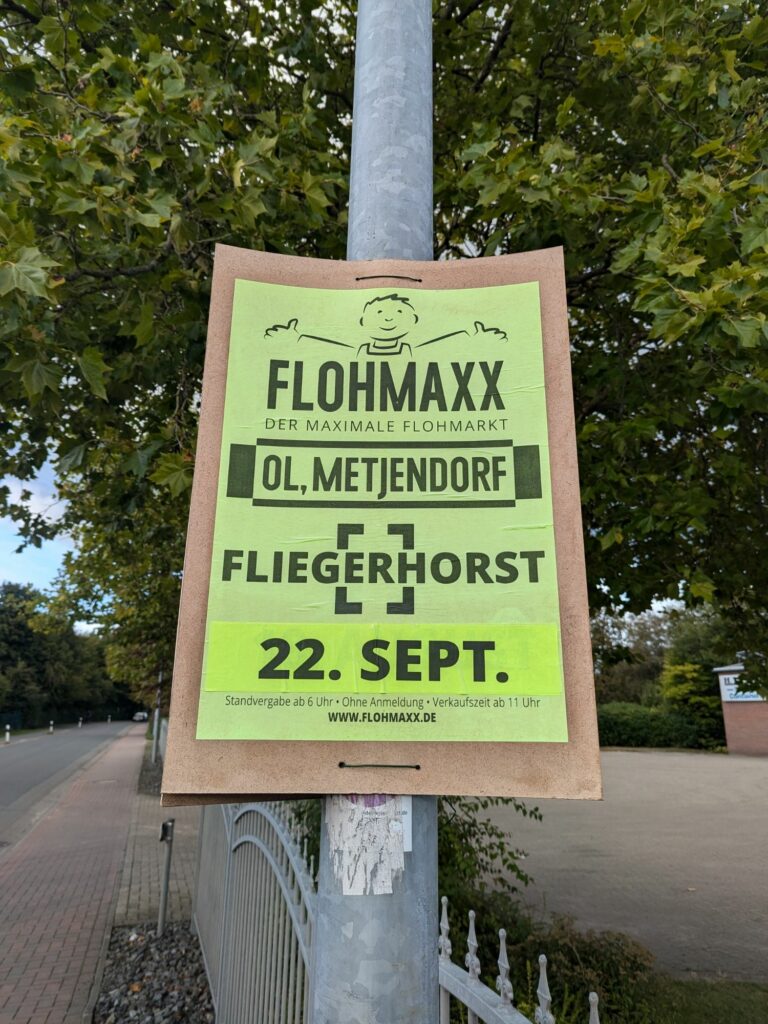 FLOHMAXX
DER MAXIMALE FLOHMARKT
OL, METJENDORF
FLIEGERHORST
22. SEPT.
Standvergabe ab 6 Uhr • Ohne Anmeldung • Verkaufszeit ab 11 Uhr
WWW.FLOHMAXX.DE